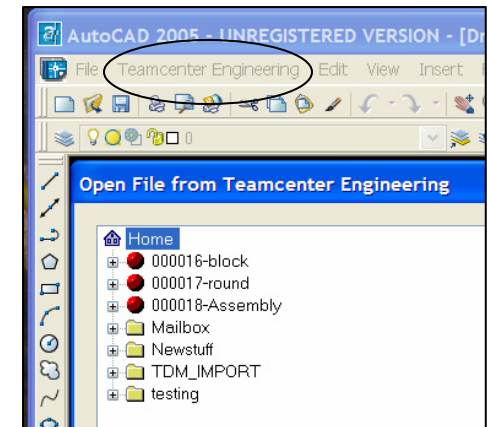 AutoCAD 2005 - UNREGISTERED VERSION - [Dr
File Teamcenter Engineering Edit View Insert
0
Open File from Teamcenter Engineering
Home
000016-block
000017-round
000018-Assembly
Mailbox
Newstuff
TDM_IMPORT
testing